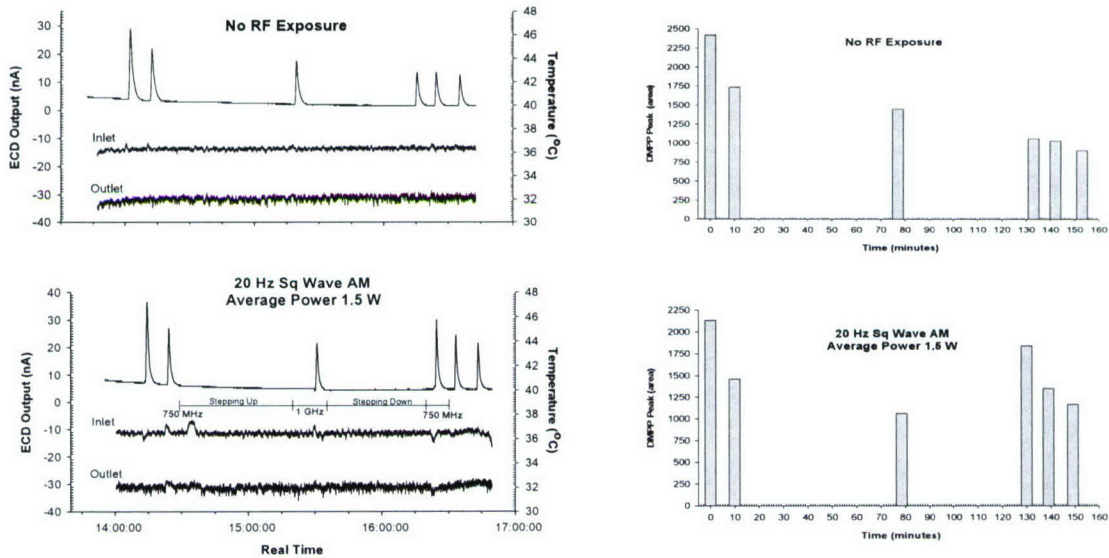 No RF Exposure
ECD Output (nA)
30
20
10
0
-10
-20
-30
-40
Inlet
Outlet
48
46
44
42
40
38
36
34
32
30
Temperature (°C)
No RF Exposure
DMPP Peak (area)
2500
2250
2000
1750
1500
1250
1000
750
500
250
0
0 10 20 30 40 50 60 70 80 90 100 110 120 130 140 150 160
Time (minutes)
20 Hz Sq Wave AM
Average Power 1.5 W
ECD Output (nA)
40
30
20
10
0
-10
-20
-30
-40
Stepping Up
Stepping Down
750 MHz
1 GHz
750 MHz
Inlet
Outlet
48
46
44
42
40
38
36
34
32
30
Temperature (°C)
14:00:00 15:00:00 16:00:00 17:00:00
Real Time
20 Hz Sq Wave AM
Average Power 1.5 W
DMPP Peak (area)
2250
2000
1750
1500
1250
1000
750
500
250
0
0 10 20 30 40 50 60 70 80 90 100 110 120 130 140 150 160
Time (minutes)